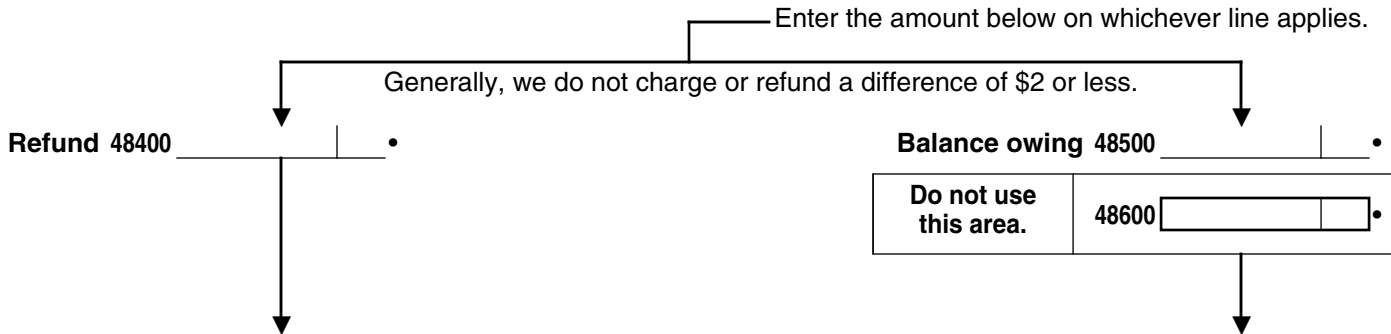 Enter the amount below on whichever line applies.
Generally, we do not charge or refund a difference of $2 or less.
Refund 48400 •
Balance owing 48500 •
Do not use
this area.
48600 •